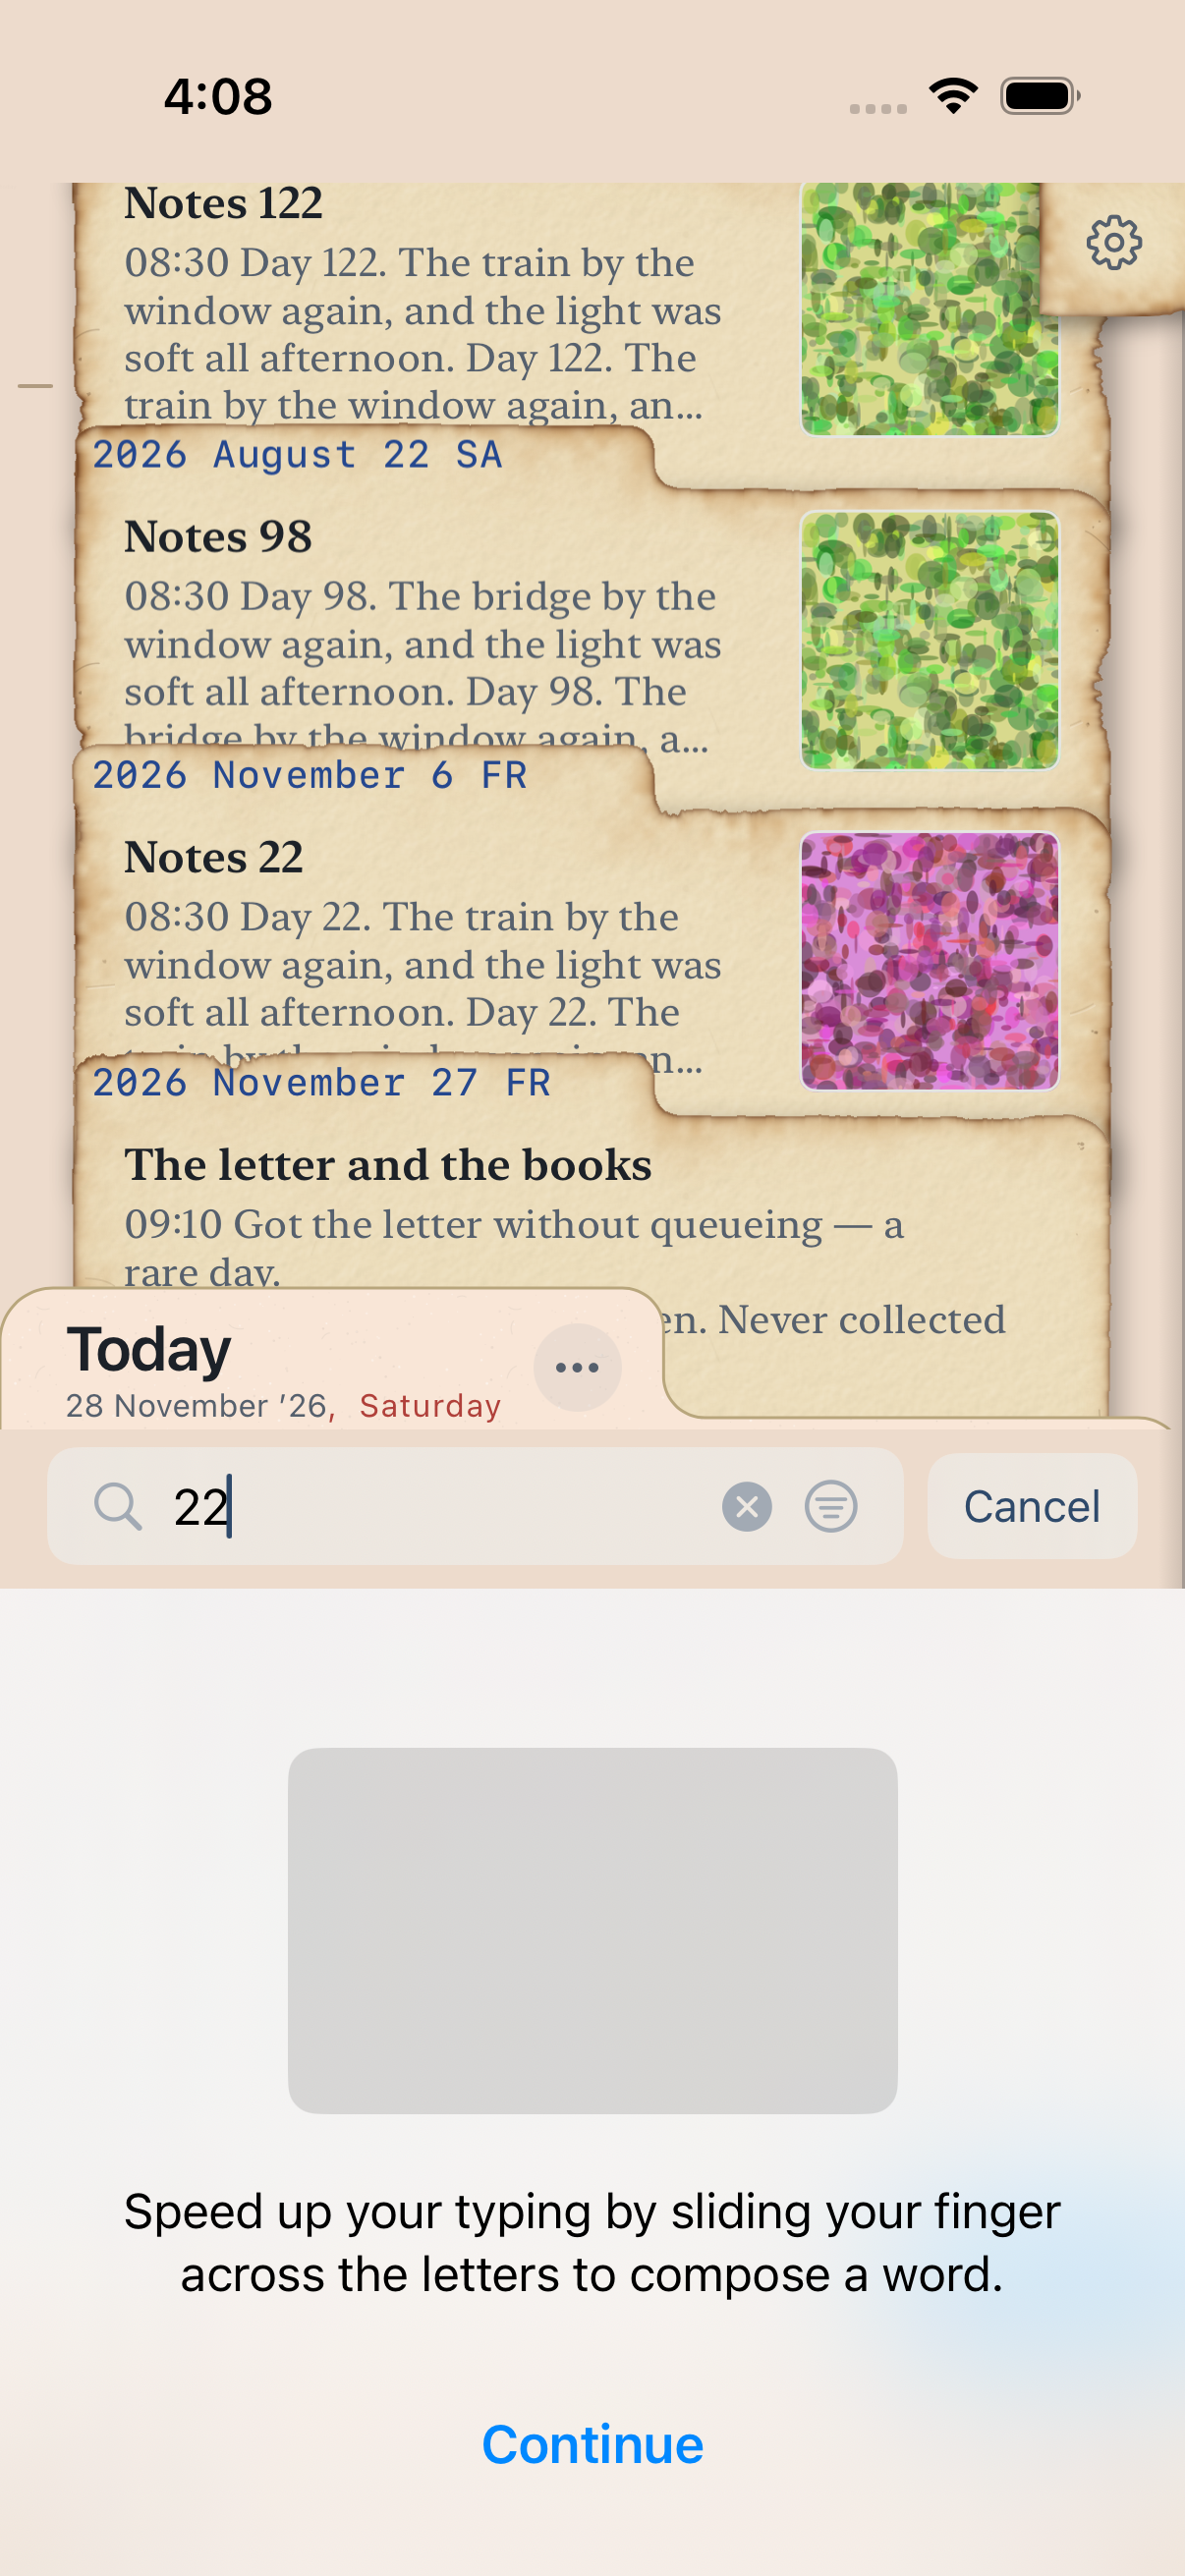 4:08
Notes 122
08:30 Day 122. The train by the
window again, and the light was
soft all afternoon. Day 122. The
train by the window again, an...
2026 August 22 SA
Notes 98
08:30 Day 98. The bridge by the
window again, and the light was
soft all afternoon. Day 98. The
bridge by the window again, a...
2026 November 6 FR
Notes 22
08:30 Day 22. The train by the
window again, and the light was
soft all afternoon. Day 22. The
2026 November 27 FR
The letter and the books
09:10 Got the letter without queueing — a
rare day.
Never collected
Today
28 November '26, Saturday
22
Cancel
Speed up your typing by sliding your finger
across the letters to compose a word.
Continue